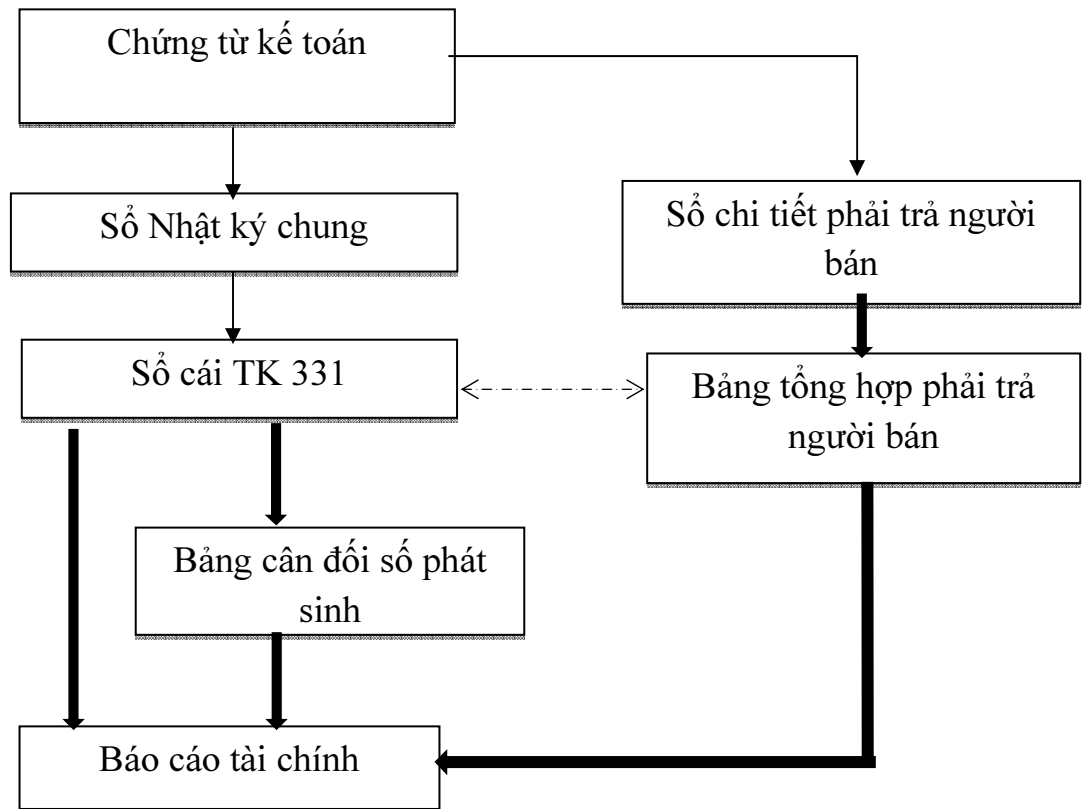 Chứng từ kế toán
Sổ Nhật ký chung
Sổ chi tiết phải trả người
bán
Sổ cái TK 331
Bảng tổng hợp phải trả
người bán
Bảng cân đối số phát
sinh
Báo cáo tài chính